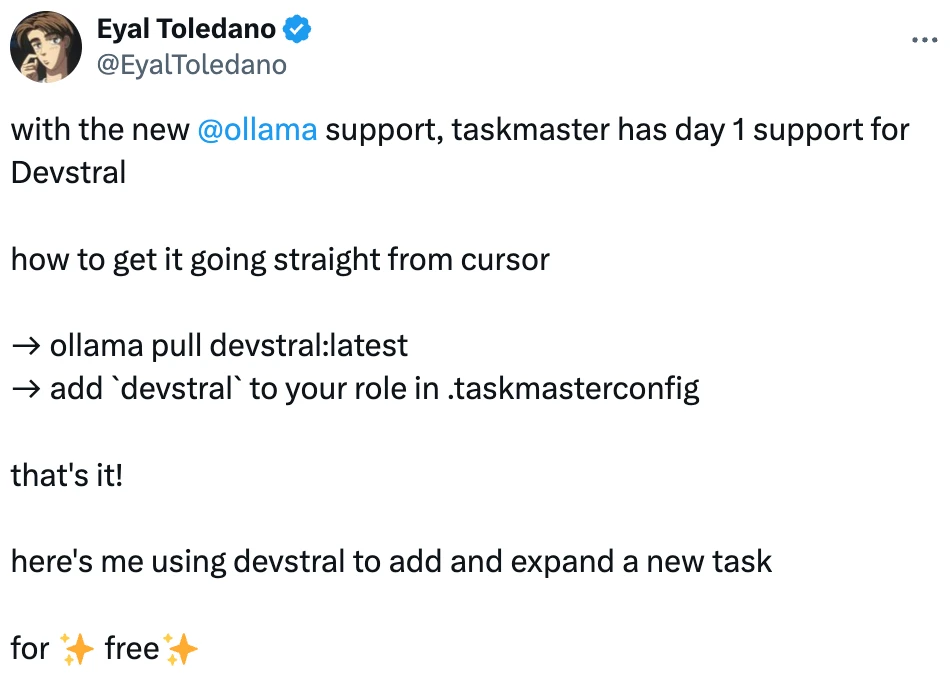 Eyal Toledano
@EyalToledano
with the new @ollama support, taskmaster has day 1 support for
Devstral
how to get it going straight from cursor
→ ollama pull devstral:latest
→ add `devstral` to your role in .taskmasterconfig
that's it!
here's me using devstral to add and expand a new task
for ✨ free✨